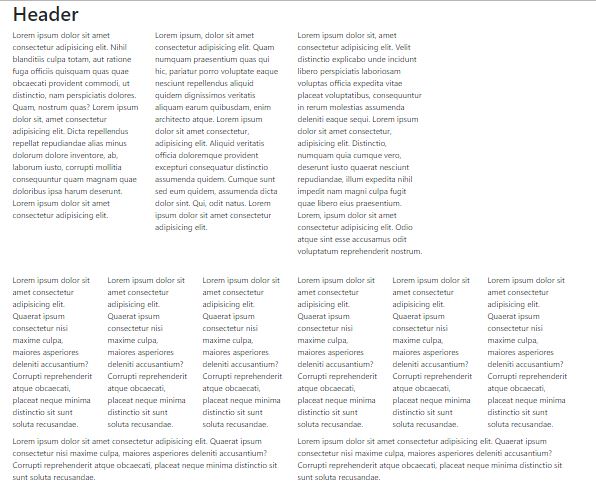 Header
Lorem ipsum dolor sit amet
consectetur adipisicing elit. Nihil
blanditiis culpa totam, aut ratione
fuga officiis quisquam quas quae
obcaecati provident commodi, ut
distinctio, nam perspiciatis dolores.
Quam, nostrum quas? Lorem ipsum
dolor sit, amet consectetur
adipisicing elit. Dicta repellendus
repellat repudiandae alias minus
dolorum dolore inventore, ab,
laborum iusto, corrupti mollitia
consequuntur quam magnam quae
doloribus ipsa harum deserunt.
Lorem ipsum dolor sit amet
consectetur adipisicing elit.
Lorem ipsum, dolor sit amet
consectetur adipisicing elit. Quam
numquam praesentium quas qui
hic, pariatur porro voluptate eaque
nesciunt repellendus aliquid
quidem dignissimos veritatis
aliquam earum quibusdam, enim
architecto atque. Lorem ipsum
dolor sit amet consectetur,
adipisicing elit. Aliquid veritatis
officia doloremque provident
excepturi consequatur distinctio
assumenda quidem. Cumque sunt
sed eum quidem, assumenda dicta
dolor sint. Qui, odit natus. Lorem
ipsum dolor sit amet consectetur
adipisicing elit.
Lorem ipsum dolor sit, amet
consectetur adipisicing elit. Velit
distinctio explicabo unde incidunt
libero perspiciatis laboriosam
voluptas officia expedita vitae
placeat voluptatibus, consequuntur
in rerum molestias assumenda
deleniti eaque sequi. Lorem ipsum
dolor sit amet consectetur,
adipisicing elit. Distinctio,
numquam quia cumque vero,
deserunt iusto quaerat nesciunt
repudiandae, illum expedita nihil
impedit nam magni culpa fugit
quae libero eius praesentium.
Lorem, ipsum dolor sit amet
consectetur adipisicing elit. Odio
atque sint esse accusamus odit
voluptatum reprehenderit nostrum.
Lorem ipsum dolor sit
amet consectetur
adipisicing elit.
Quaerat ipsum
consectetur nisi
maxime culpa,
maiores asperiores
deleniti accusantium?
Corrupti reprehenderit
atque obcaecati,
placeat neque minima
distinctio sit sunt
soluta recusandae.
Lorem ipsum dolor sit
amet consectetur
adipisicing elit.
Quaerat ipsum
consectetur nisi
maxime culpa,
maiores asperiores
deleniti accusantium?
Corrupti reprehenderit
atque obcaecati,
placeat neque minima
distinctio sit sunt
soluta recusandae.
Lorem ipsum dolor sit
amet consectetur
adipisicing elit.
Quaerat ipsum
consectetur nisi
maxime culpa,
maiores asperiores
deleniti accusantium?
Corrupti reprehenderit
atque obcaecati,
placeat neque minima
distinctio sit sunt
soluta recusandae.
Lorem ipsum dolor sit
amet consectetur
adipisicing elit.
Quaerat ipsum
consectetur nisi
maxime culpa,
maiores asperiores
deleniti accusantium?
Corrupti reprehenderit
atque obcaecati,
placeat neque minima
distinctio sit sunt
soluta recusandae.
Lorem ipsum dolor sit
amet consectetur
adipisicing elit.
Quaerat ipsum
consectetur nisi
maxime culpa,
maiores asperiores
deleniti accusantium?
Corrupti reprehenderit
atque obcaecati,
placeat neque minima
distinctio sit sunt
soluta recusandae.
Lorem ipsum dolor sit
amet consectetur
adipisicing elit.
Quaerat ipsum
consectetur nisi
maxime culpa,
maiores asperiores
deleniti accusantium?
Corrupti reprehenderit
atque obcaecati,
placeat neque minima
distinctio sit sunt
soluta recusandae.
Lorem ipsum dolor sit amet consectetur adipisicing elit. Quaerat ipsum
consectetur nisi maxime culpa, maiores asperiores deleniti accusantium?
Corrupti reprehenderit atque obcaecati, placeat neque minima distinctio sit
sunt soluta recusandae.
Lorem ipsum dolor sit amet consectetur adipisicing elit. Quaerat ipsum
consectetur nisi maxime culpa, maiores asperiores deleniti accusantium?
Corrupti reprehenderit atque obcaecati, placeat neque minima distinctio sit
sunt soluta recusandae.